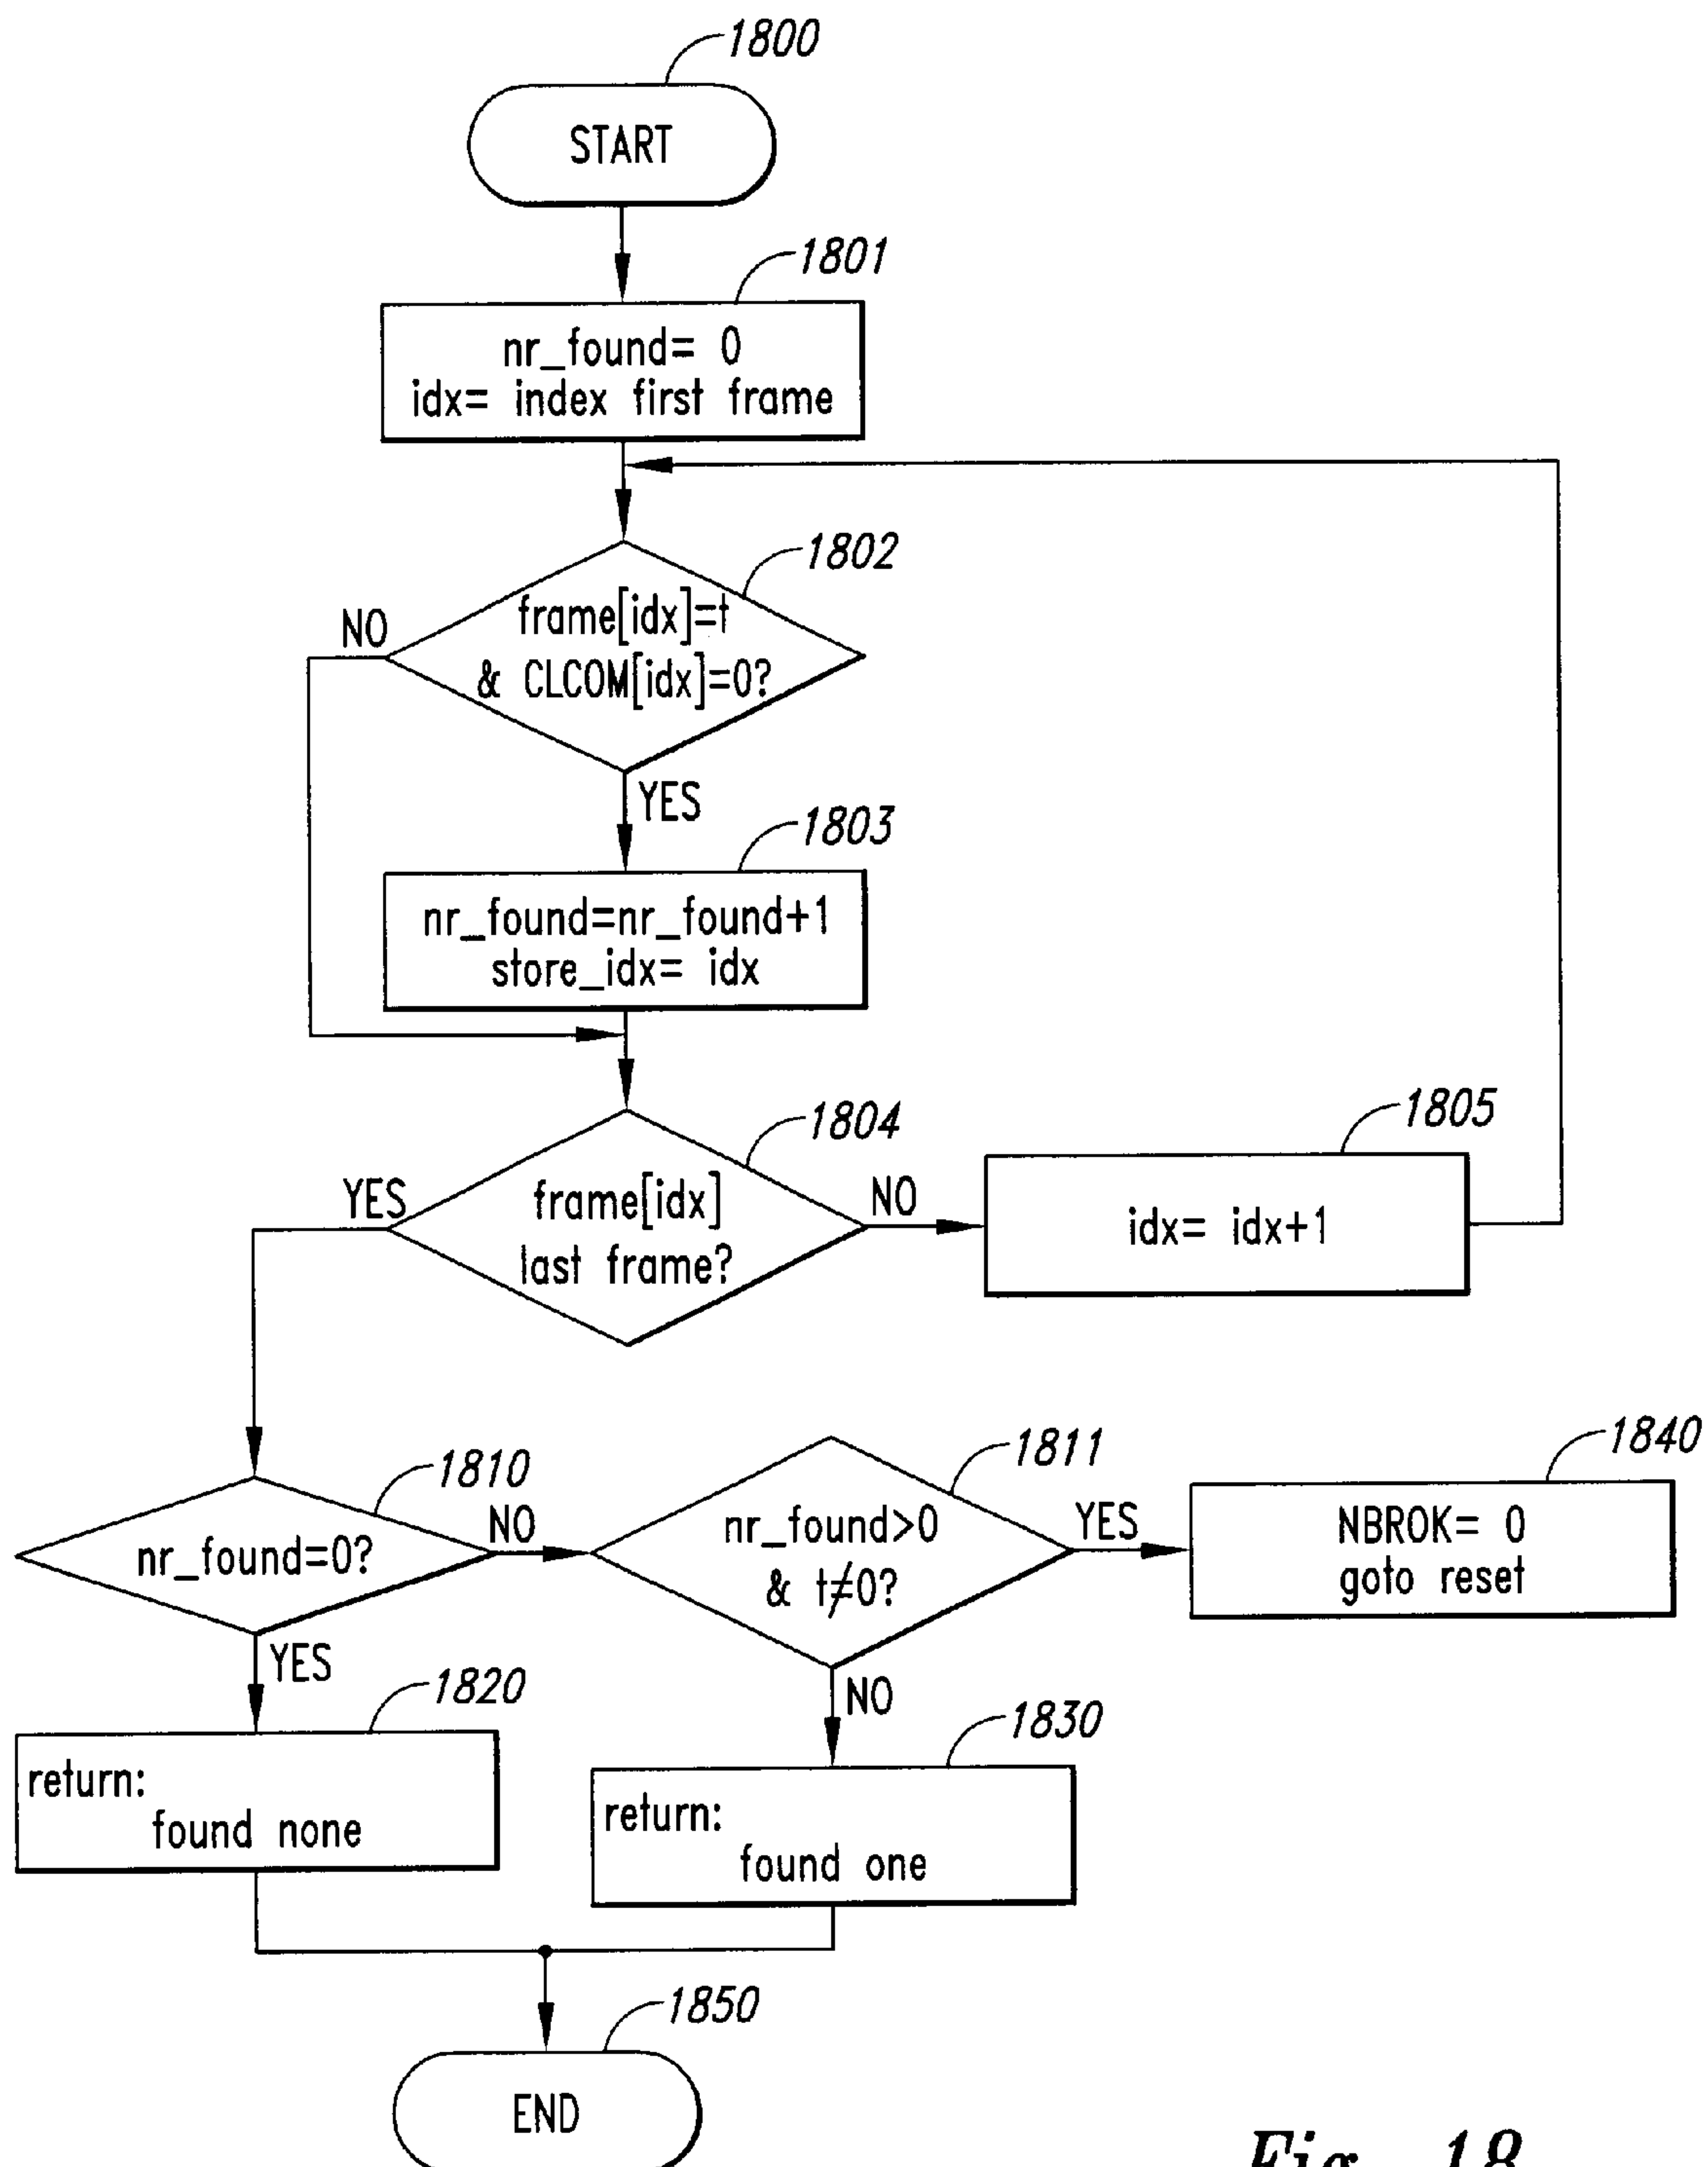 1800
START
1801
nr_found= 0
idx= index first frame
1802
NO
frame[idx]=t
& CLCOM[idx]=0?
YES
1803
nr_found=nr_found+1
store_idx= idx
1804
YES
frame[idx]
last frame?
NO
1805
idx= idx+1
1810
nr_found=0?
NO
1811
nr_found>0
& t≠0?
YES
1840
NBROK= 0
goto reset
YES
1820
return:
found none
NO
1830
return:
found one
1850
END
Fig. 18